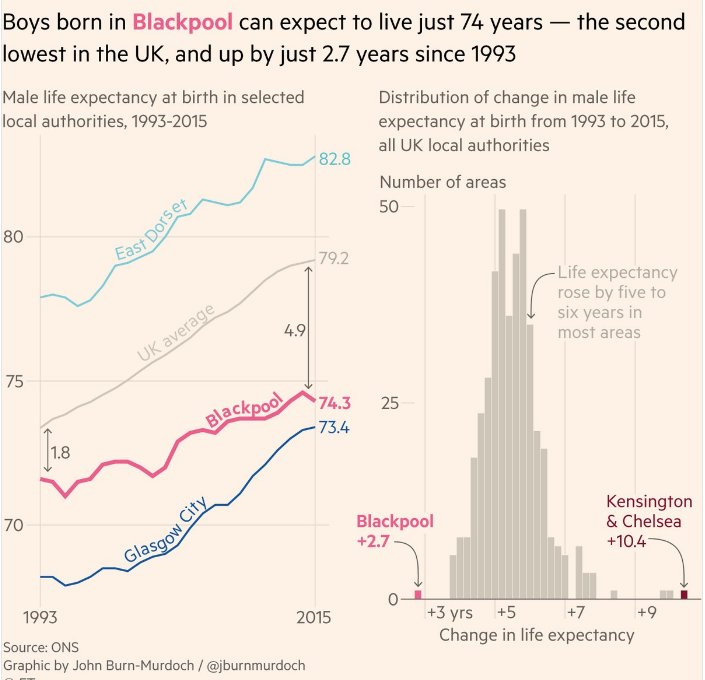 Boys born in Blackpool can expect to live just 74 years — the second
lowest in the UK, and up by just 2.7 years since 1993
Male life expectancy at birth in selected
local authorities, 1993-2015
82.8
East Dorset
80
79.2
UK average
4.9
75
Blackpool
74.3
73.4
1.8
Glasgow City
70
1993
2015
Distribution of change in male life
expectancy at birth from 1993 to 2015,
all UK local authorities
Number of areas
50
Life expectancy
rose by five to
six years in
most areas
25
Blackpool
+2.7
Kensington
& Chelsea
+10.4
0
+3 yrs
+5
+7
+9
Change in life expectancy
Source: ONS
Graphic by John Burn-Murdoch / @jburnmurdoch